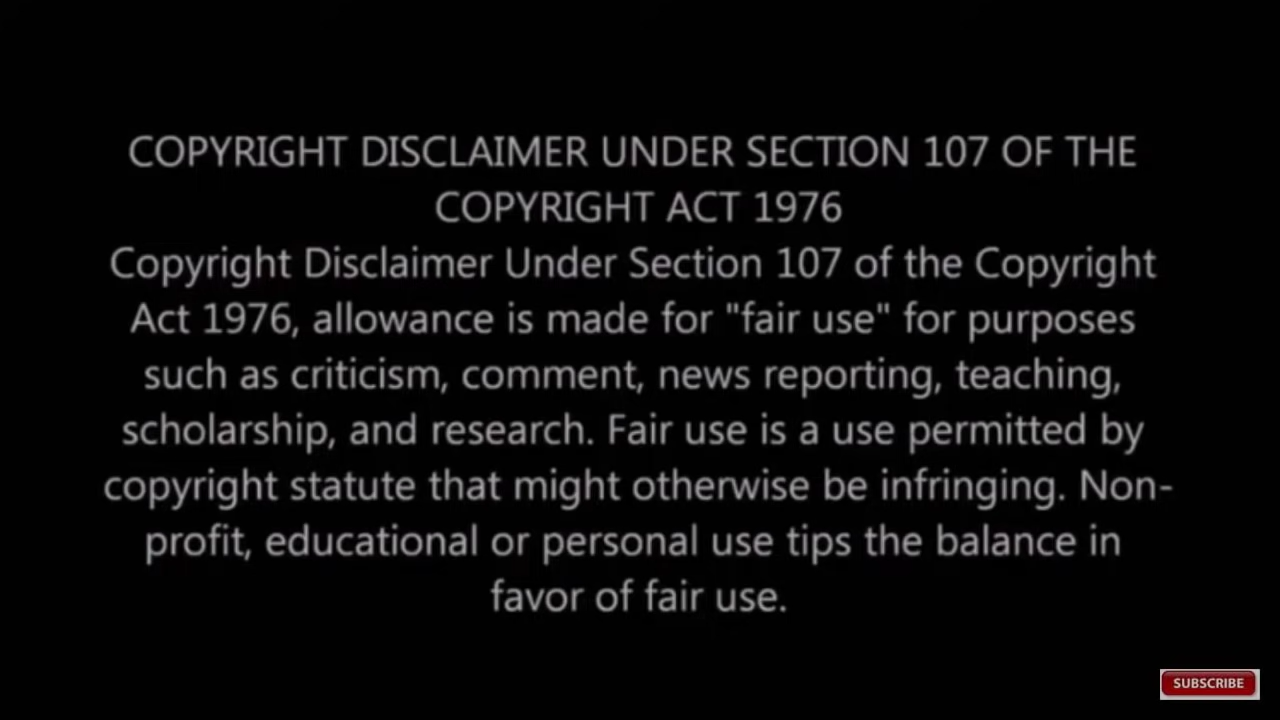 COPYRIGHT DISCLAIMER UNDER SECTION 107 OF THE
COPYRIGHT ACT 1976
Copyright Disclaimer Under Section 107 of the Copyright
Act 1976, allowance is made for "fair use" for purposes
such as criticism, comment, news reporting, teaching,
scholarship, and research. Fair use is a use permitted by
copyright statute that might otherwise be infringing. Non-
profit, educational or personal use tips the balance in
favor of fair use.
SUBSCRIBE